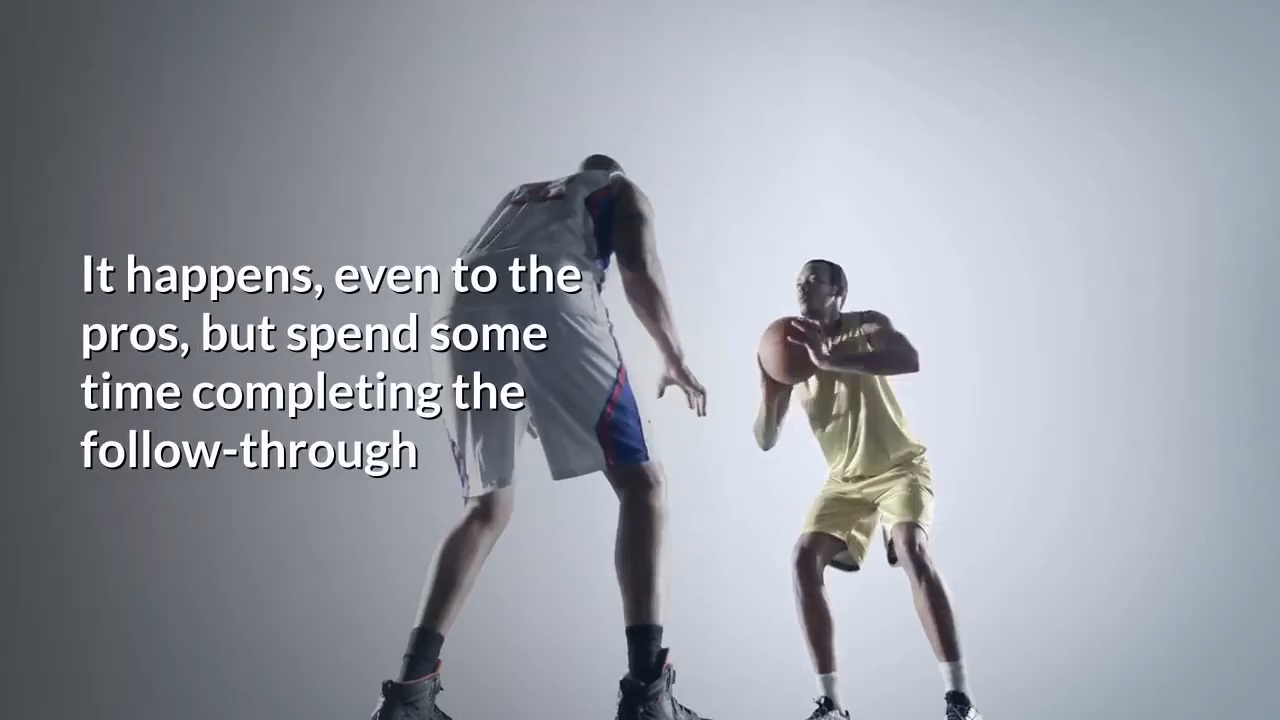 It happens, even to the
pros, but spend some
time completing the
follow-through